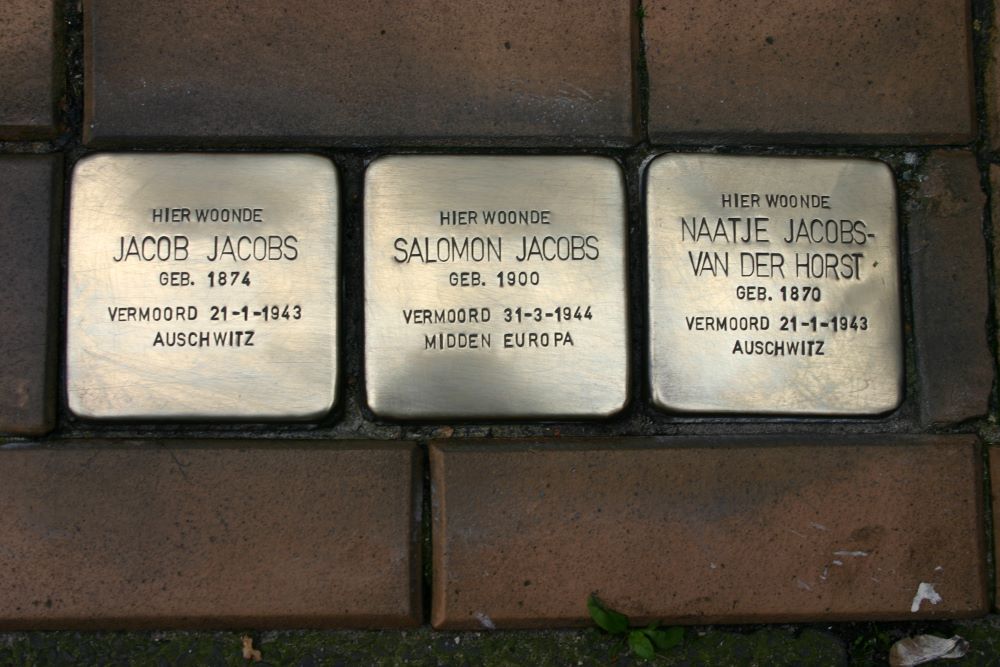 HIER WOONDE
JACOB JACOBS
GEB. 1874
VERMOORD 21-1-1943
AUSCHWITZ
HIER WOONDE
SALOMON JACOBS
GEB. 1900
VERMOORD 31-3-1944
MIDDEN EUROPA
HIER WOONDE
NAATJE JACOBS-
VAN DER HORST
GEB. 1870
VERMOORD 21-1-1943
AUSCHWITZ